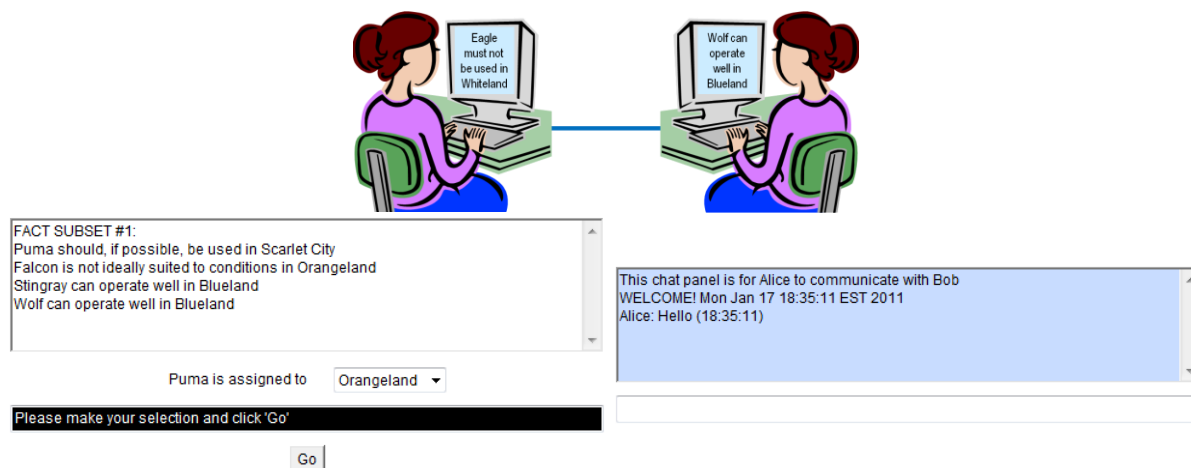 Eagle
must not
be used in
Whiteland
Wolf can
operate
well in
Blueland
FACT SUBSET #1:
Puma should, if possible, be used in Scarlet City
Falcon is not ideally suited to conditions in Orangeland
Stingray can operate well in Blueland
Wolf can operate well in Blueland
This chat panel is for Alice to communicate with Bob
WELCOME! Mon Jan 17 18:35:11 EST 2011
Alice: Hello (18:35:11)
Puma is assigned to Orangeland
Please make your selection and click 'Go'
Go